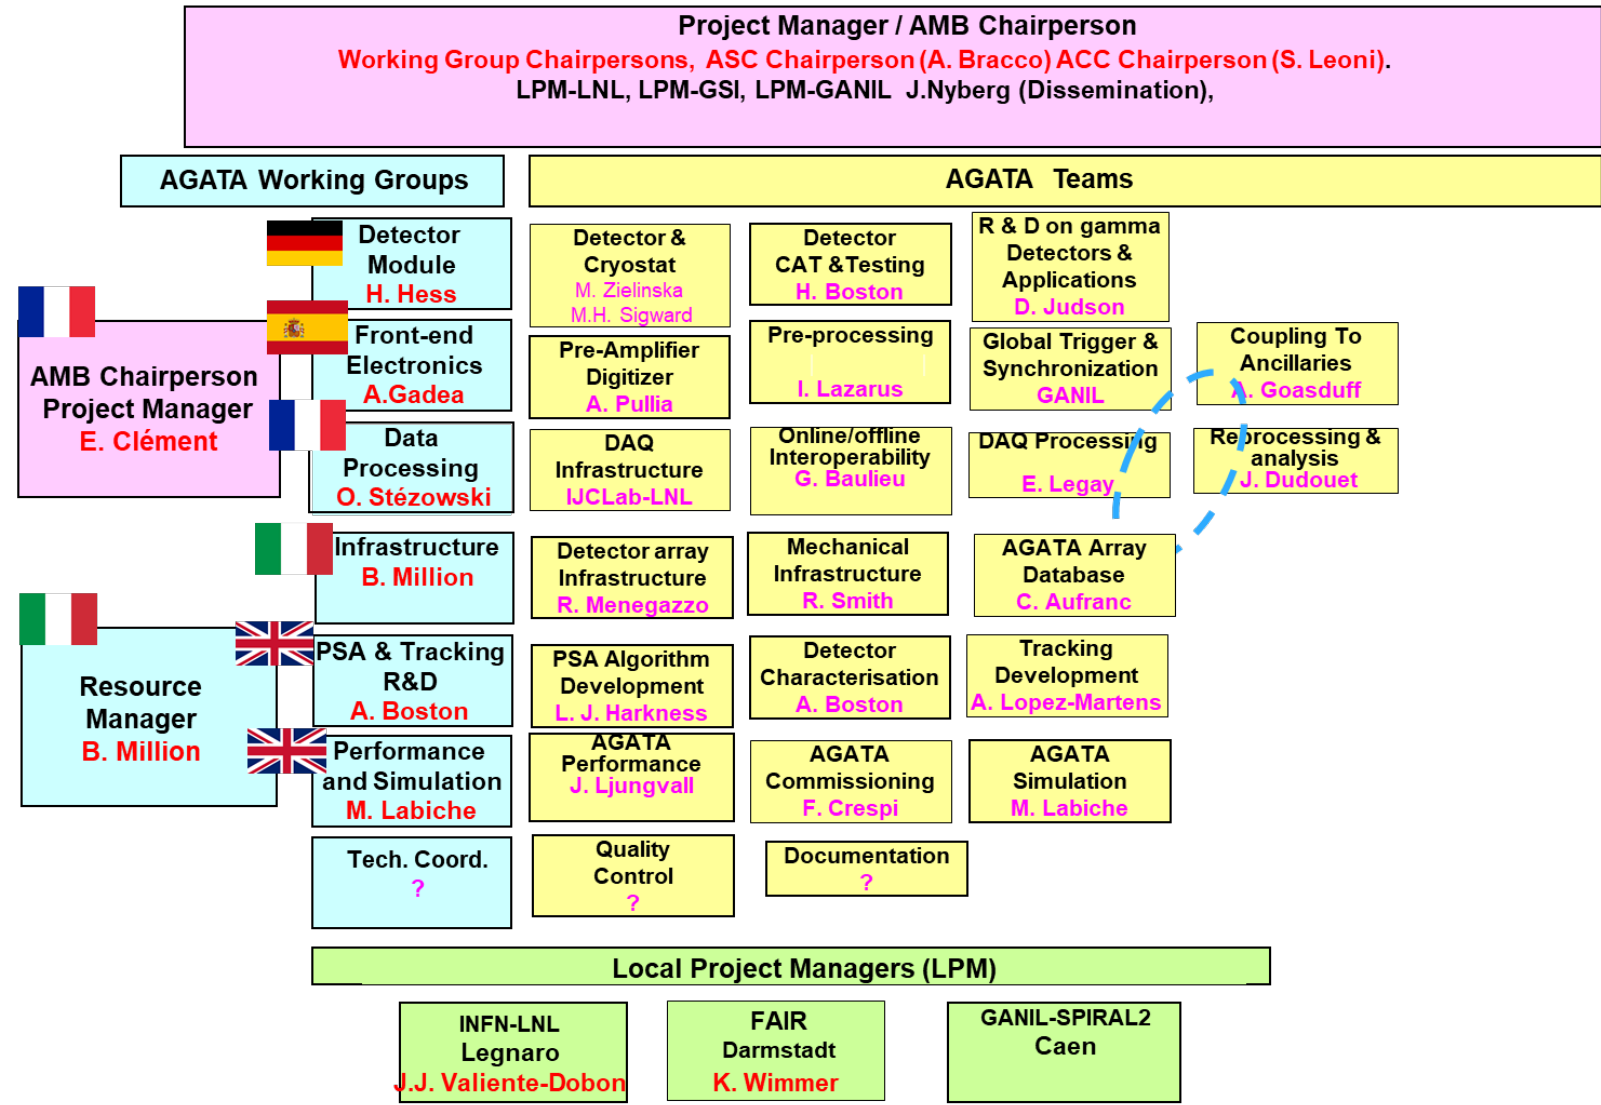 Project Manager / AMB Chairperson
Working Group Chairpersons, ASC Chairperson (A. Bracco) ACC Chairperson (S. Leoni).
LPM-LNL, LPM-GSI, LPM-GANIL J.Nyberg (Dissemination),
AGATA Working Groups
AGATA Teams
AMB Chairperson
Project Manager
E. Clément
Resource
Manager
B. Million
Detector
Module
H. Hess
Detector &
Cryostat
M. Zielinska
M.H. Sigward
Detector
CAT &Testing
H. Boston
R & D on gamma
Detectors &
Applications
D. Judson
Front-end
Electronics
A.Gadea
Pre-Amplifier
Digitizer
A. Pullia
Pre-processing
I. Lazarus
Global Trigger &
Synchronization
GANIL
Coupling To
Ancillaries
A. Goasduff
Data
Processing
O. Stézowski
DAQ
Infrastructure
IJCLab-LNL
Online/offline
Interoperability
G. Baulieu
DAQ Processing
E. Legay
Reprocessing &
analysis
J. Dudouet
Infrastructure
B. Million
Detector array
Infrastructure
R. Menegazzo
Mechanical
Infrastructure
R. Smith
AGATA Array
Database
C. Aufranc
PSA & Tracking
R&D
A. Boston
PSA Algorithm
Development
L. J. Harkness
Detector
Characterisation
A. Boston
Tracking
Development
A. Lopez-Martens
Performance
and Simulation
M. Labiche
AGATA
Performance
J. Ljungvall
AGATA
Commissioning
F. Crespi
AGATA
Simulation
M. Labiche
Tech. Coord.
?
Quality
Control
?
Documentation
?
Local Project Managers (LPM)
INFN-LNL
Legnaro
J.J. Valiente-Dobon
FAIR
Darmstadt
K. Wimmer
GANIL-SPIRAL2
Caen